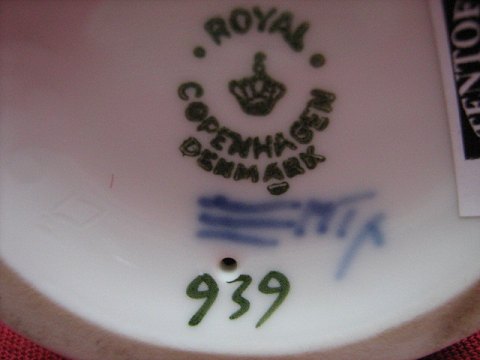 ROYAL
COPENHAGEN
DENMARK
939